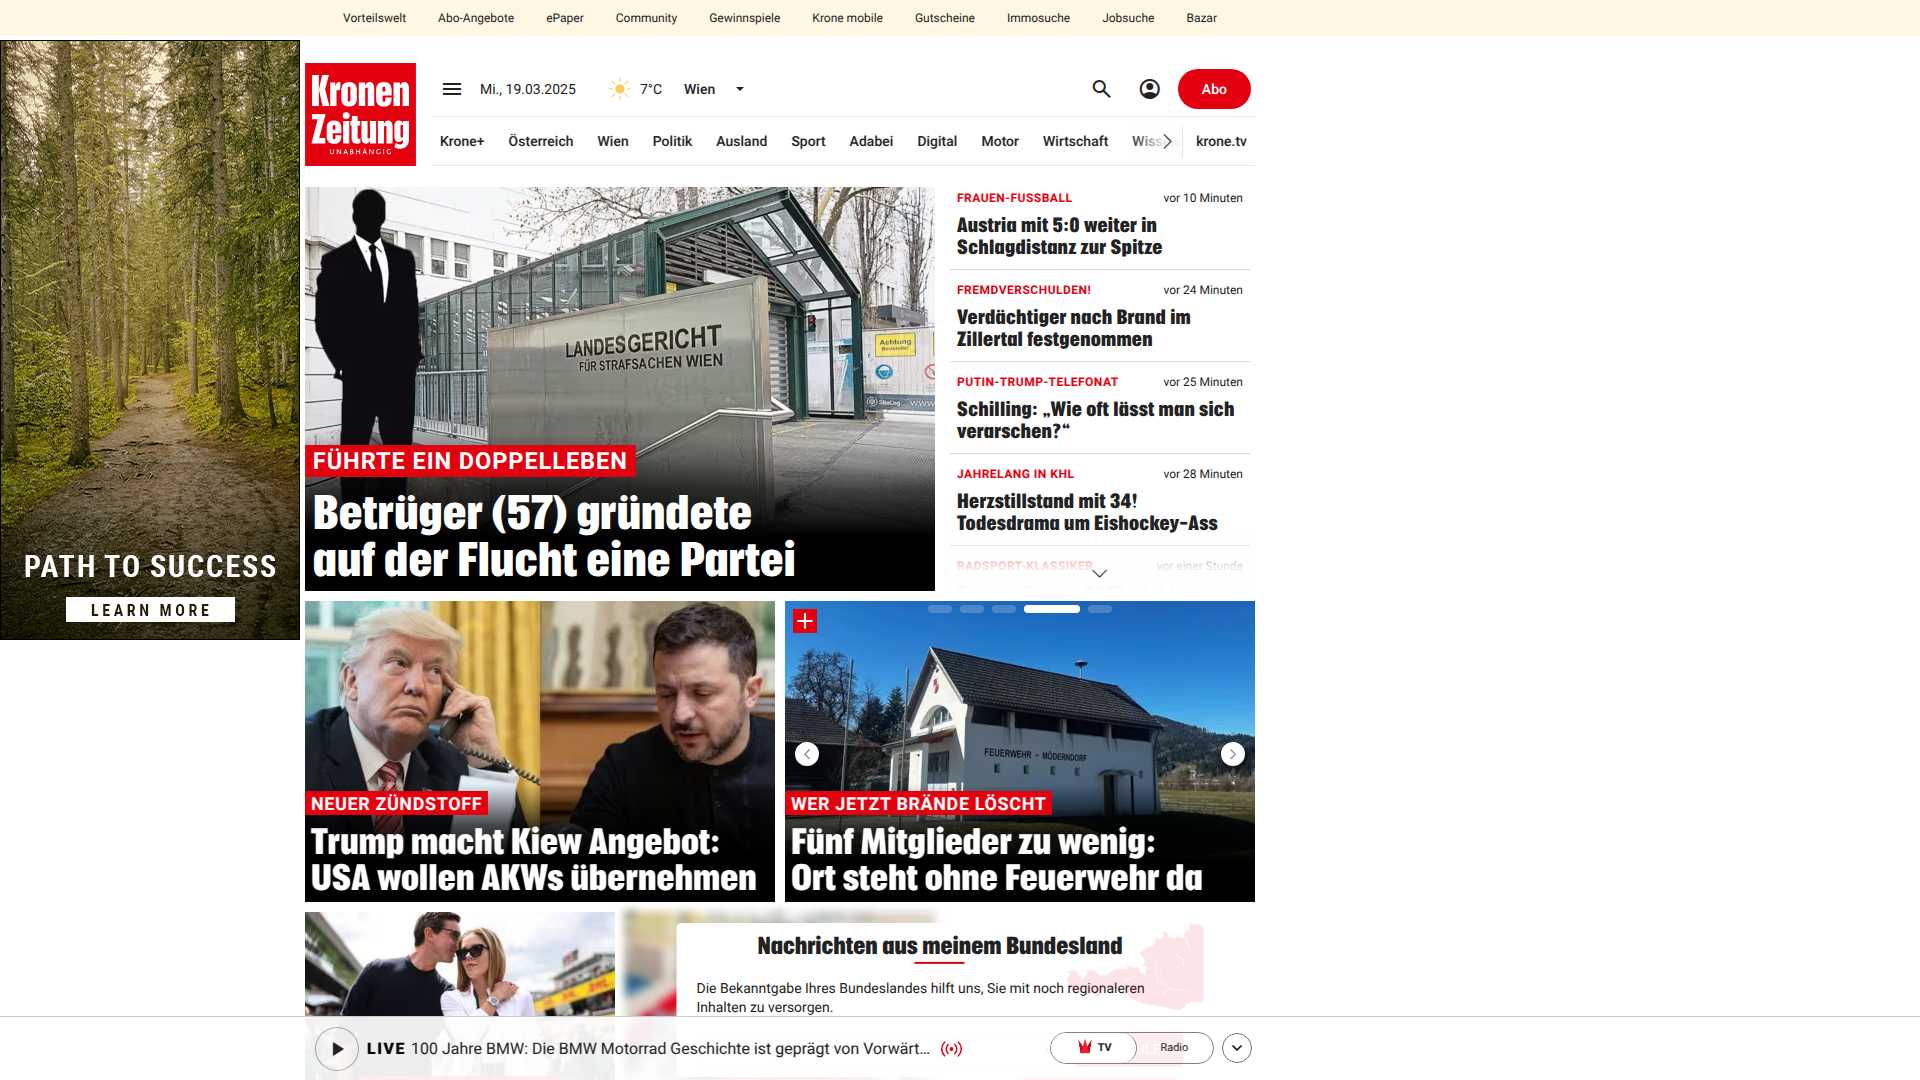 Vorteilswelt Abo-Angebote ePaper Community Gewinnspiele Krone mobile Gutscheine Immosuche Jobsuche Bazar
Kronen
Zeitung
UNABHÄNGIG
Mi., 19.03.2025 7°C Wien Abo
Krone+ Österreich Wien Politik Ausland Sport Adabei Digital Motor Wirtschaft krone.tv
PATH TO SUCCESS
LEARN MORE
LANDESGERICHT
FÜR STRAFSACHEN WIEN
Achtung
FÜHRTE EIN DOPPELLEBEN
Betrüger (57) gründete
auf der Flucht eine Partei
FRAUEN-FUSSBALL vor 10 Minuten
Austria mit 5:0 weiter in
Schlagdistanz zur Spitze
FREMDVERSCHULDEN! vor 24 Minuten
Verdächtiger nach Brand im
Zillertal festgenommen
PUTIN-TRUMP-TELEFONAT vor 25 Minuten
Schilling: „Wie oft lässt man sich
verarschen?“
JAHRELANG IN KHL vor 28 Minuten
Herzstillstand mit 34!
Todesdrama um Eishockey-Ass
RADSPORT-KLASSIKER vor einer Stunde
NEUER ZÜNDSTOFF
Trump macht Kiew Angebot:
USA wollen AKWs übernehmen
FEUERWEHR - MÖDERNDORF
WER JETZT BRÄNDE LÖSCHT
Fünf Mitglieder zu wenig:
Ort steht ohne Feuerwehr da
Nachrichten aus meinem Bundesland
Die Bekanntgabe Ihres Bundeslandes hilft uns, Sie mit noch regionaleren
Inhalten zu versorgen.
LIVE 100 Jahre BMW: Die BMW Motorrad Geschichte ist geprägt von Vorwärt...
TV Radio